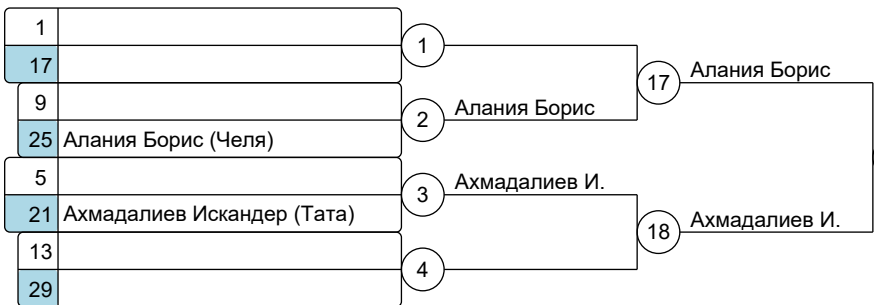 1
17
1
9
25 Алания Борис (Челя)
2
Алания Борис
17
Алания Борис
5
21 Ахмадалиев Искандер (Тата)
3
Ахмадалиев И.
13
29
4
18
Ахмадалиев И.